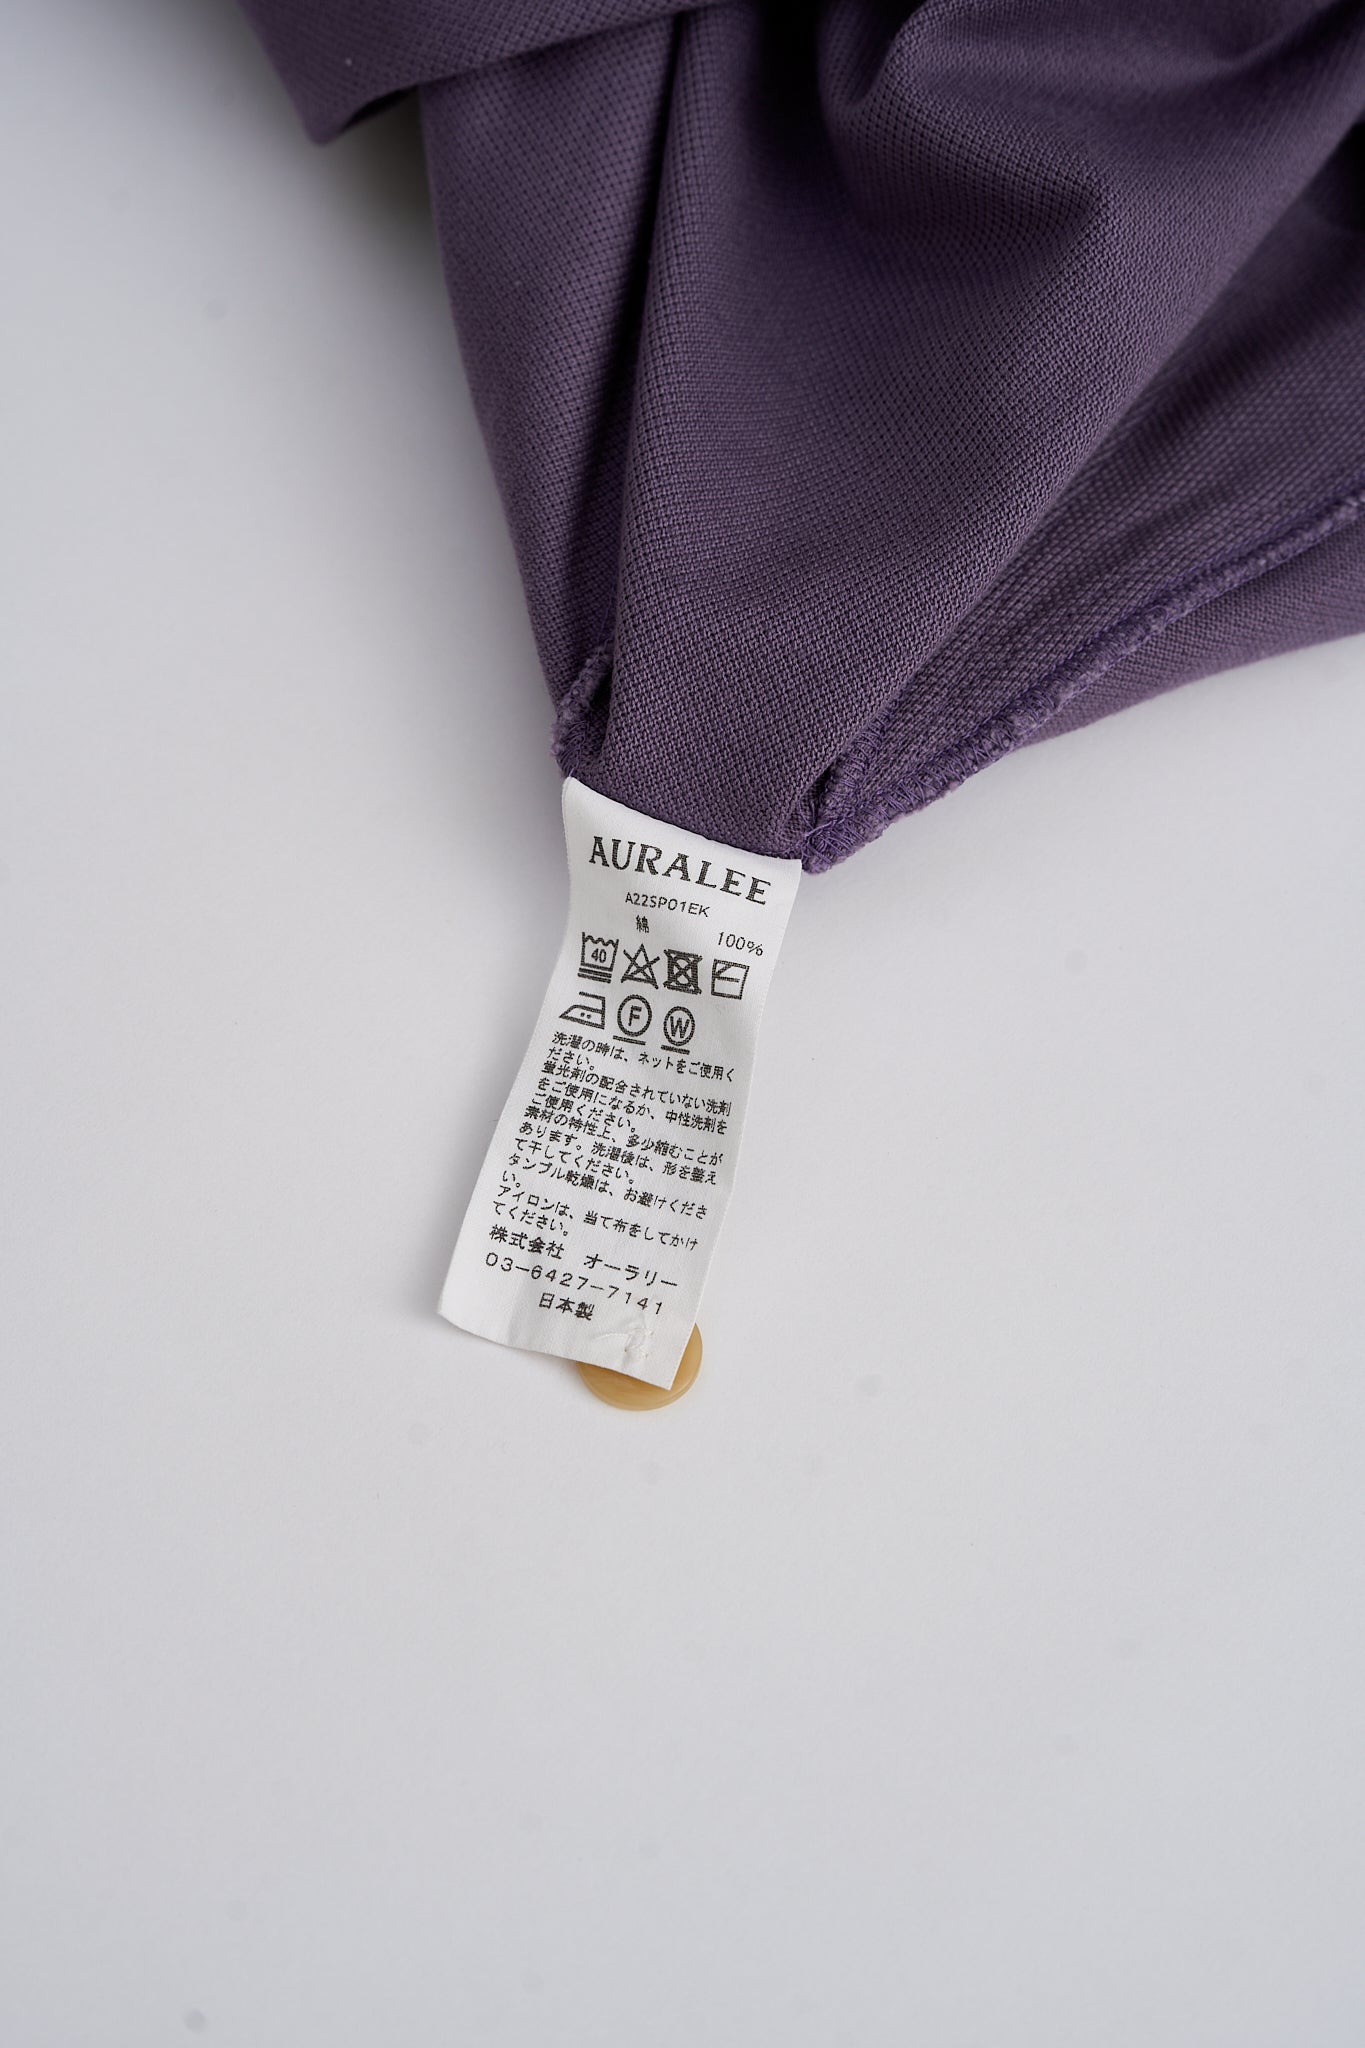 AURALEE
A22SP01EK
綿 100%
40
F W
洗濯の時は、ネットをご使用く
ださい。
蛍光剤の配合されていない洗剤
をご使用になるか、中性洗剤を
ご使用ください。
素材の特性上、多少縮むことが
あります。洗濯後は、形を整え
て干してください。
タンブル乾燥は、お避けくださ
い。
アイロンは、当て布をしてかけ
てください。
株式会社 オーラリー
03-6427-7141
日本製